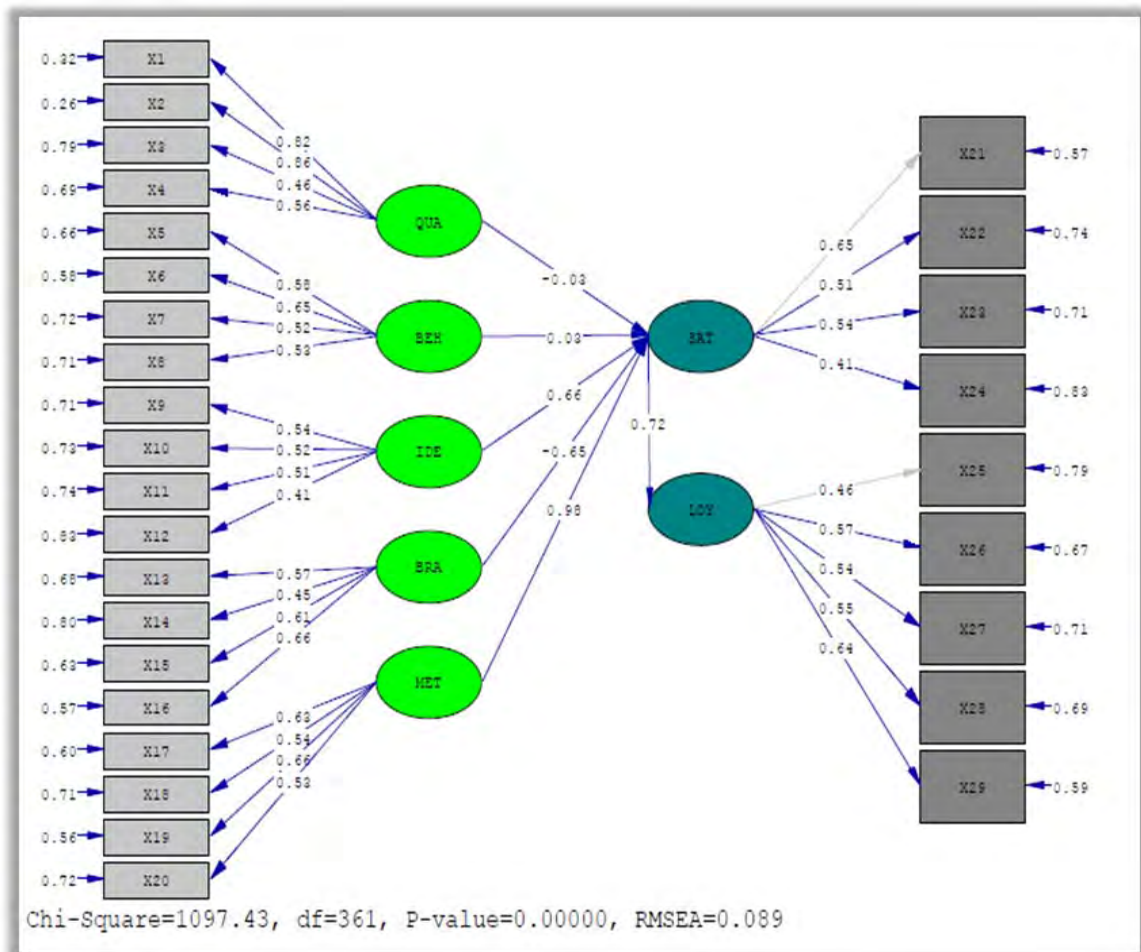 0.32 X1
0.26 X2
0.79 X3
0.69 X4
0.66 X5
0.58 X6
0.72 X7
0.71 X8
0.71 X9
0.73 X10
0.74 X11
0.83 X12
0.68 X13
0.80 X14
0.63 X15
0.57 X16
0.60 X17
0.71 X18
0.56 X19
0.72 X20
0.82
0.86
0.46
0.56
0.58
0.65
0.52
0.53
0.54
0.52
0.51
0.41
0.57
0.45
0.61
0.66
0.63
0.54
0.66
0.53
QUA
BEH
IDE
BRA
MET
-0.03
0.03
0.66
-0.65
0.98
SAT
0.72
LOY
0.65
0.51
0.54
0.41
0.46
0.57
0.54
0.55
0.64
X21 0.57
X22 0.74
X23 0.71
X24 0.83
X25 0.79
X26 0.67
X27 0.71
X28 0.69
X29 0.59
Chi-Square=1097.43, df=361, P-value=0.00000, RMSEA=0.089